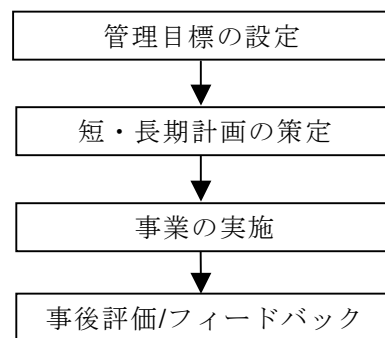 管理目標の設定
短・長期計画の策定
事業の実施
事後評価/フィードバック